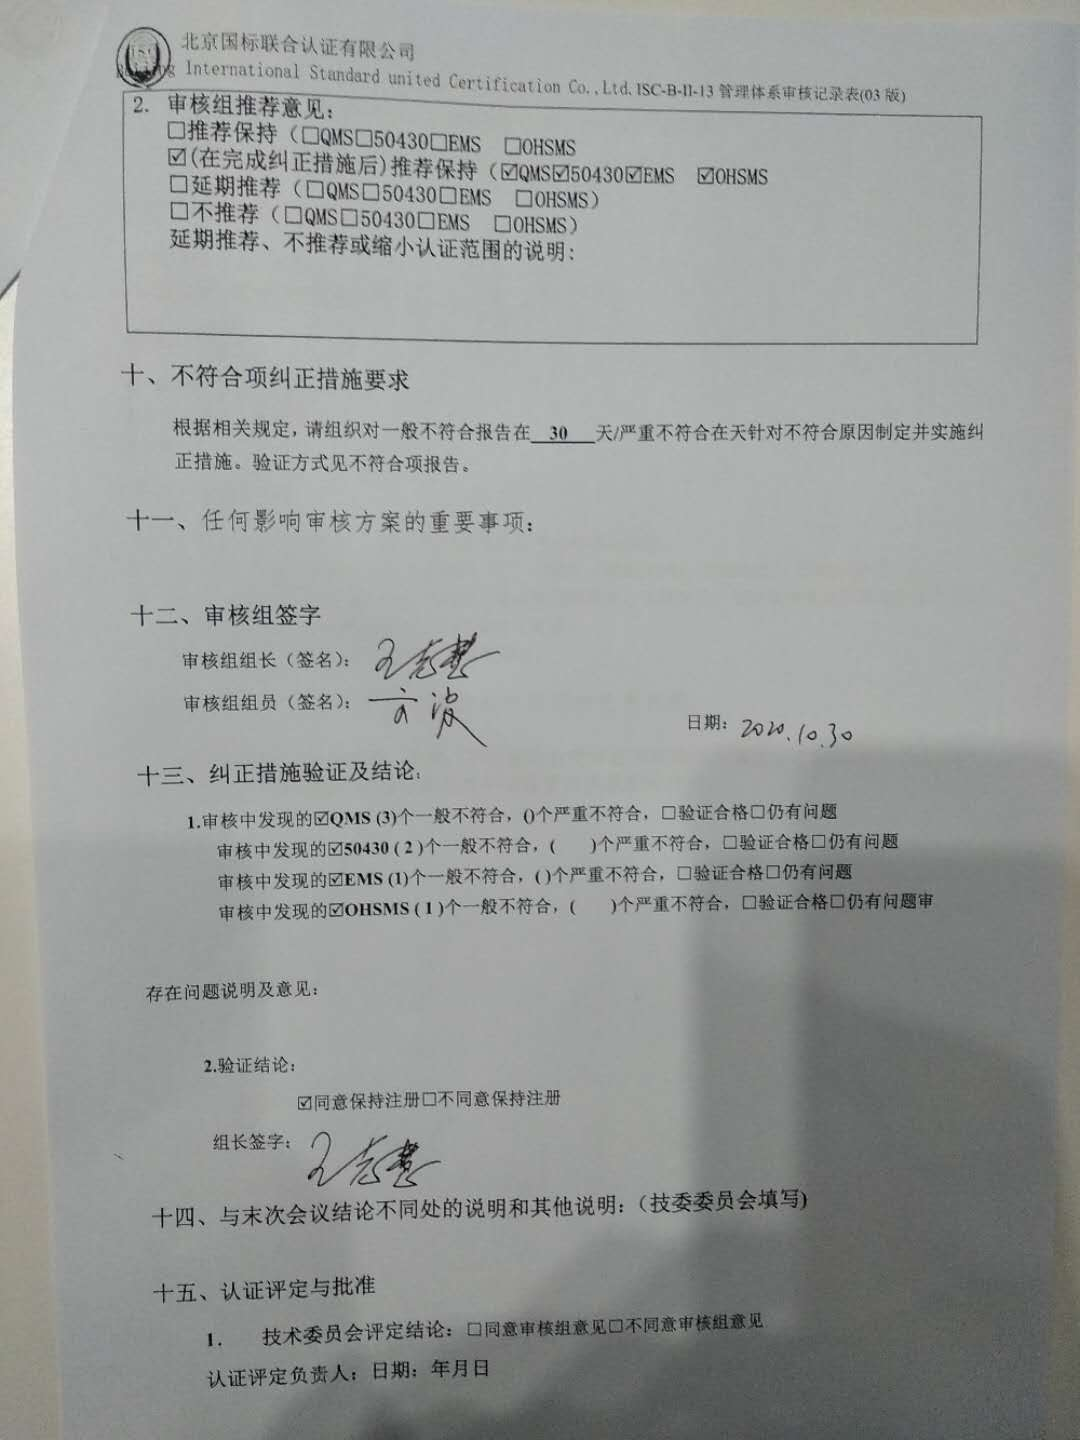 北京国标联合认证有限公司
Beijing International Standard united Certification Co.,Ltd. ISC-B-II-13 管理体系审核记录表(03 版)
2. 审核组推荐意见：
□推荐保持（□QMS□50430□EMS □OHSMS
☑(在完成纠正措施后)推荐保持（☑QMS☑50430☑EMS ☑OHSMS
□延期推荐（□QMS□50430□EMS □OHSMS）
□不推荐（□QMS□50430□EMS □OHSMS）
延期推荐、不推荐或缩小认证范围的说明：
十、不符合项纠正措施要求
根据相关规定，请组织对一般不符合报告在 30 天/严重不符合在天针对不符合原因制定并实施纠
正措施。验证方式见不符合项报告。
十一、任何影响审核方案的重要事项：
十二、审核组签字
审核组组长（签名）：
审核组组员（签名）：
日期：2020.10.30
十三、纠正措施验证及结论：
1.审核中发现的☑QMS (3)个一般不符合，()个严重不符合，□验证合格□仍有问题
审核中发现的☑50430 ( 2 )个一般不符合，( )个严重不符合，□验证合格□仍有问题
审核中发现的☑EMS (1)个一般不符合，( )个严重不符合，□验证合格□仍有问题
审核中发现的☑OHSMS ( 1 )个一般不符合，( )个严重不符合，□验证合格□仍有问题审
存在问题说明及意见：
2.验证结论：
☑同意保持注册□不同意保持注册
组长签字：
十四、与末次会议结论不同处的说明和其他说明：（技委委员会填写)
十五、认证评定与批准
1. 技术委员会评定结论：□同意审核组意见□不同意审核组意见
认证评定负责人：日期：年月日